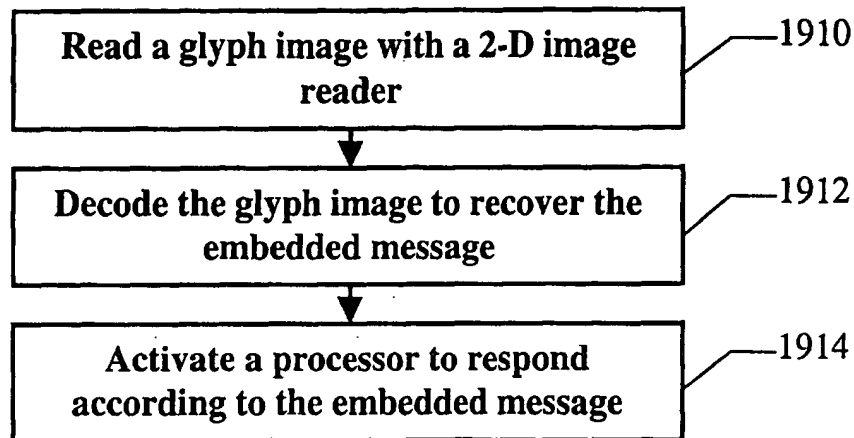 Read a glyph image with a 2-D image
reader
1910
Decode the glyph image to recover the
embedded message
1912
Activate a processor to respond
according to the embedded message
1914